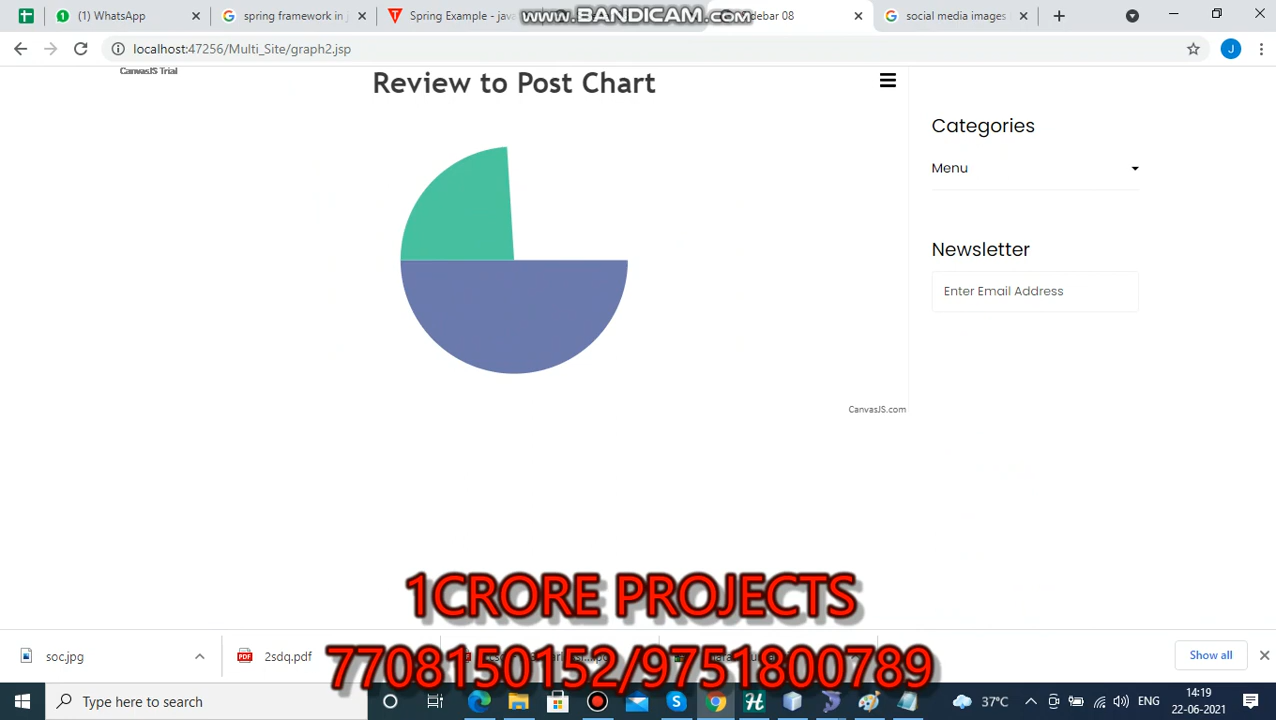 (1) WhatsApp
spring framework in j
Spring Example - java
www.BANDICAM.com
debar 08
social media images
localhost:47256/Multi_Site/graph2.jsp
J
CanvasJS Trial
Review to Post Chart
Categories
Menu
Newsletter
Enter Email Address
CanvasJS.com
1CRORE PROJECTS
soc.jpg
2sdq.pdf
7708150152/9751800789
Show all
Type here to search
37°C
ENG
14:19
22-06-2021